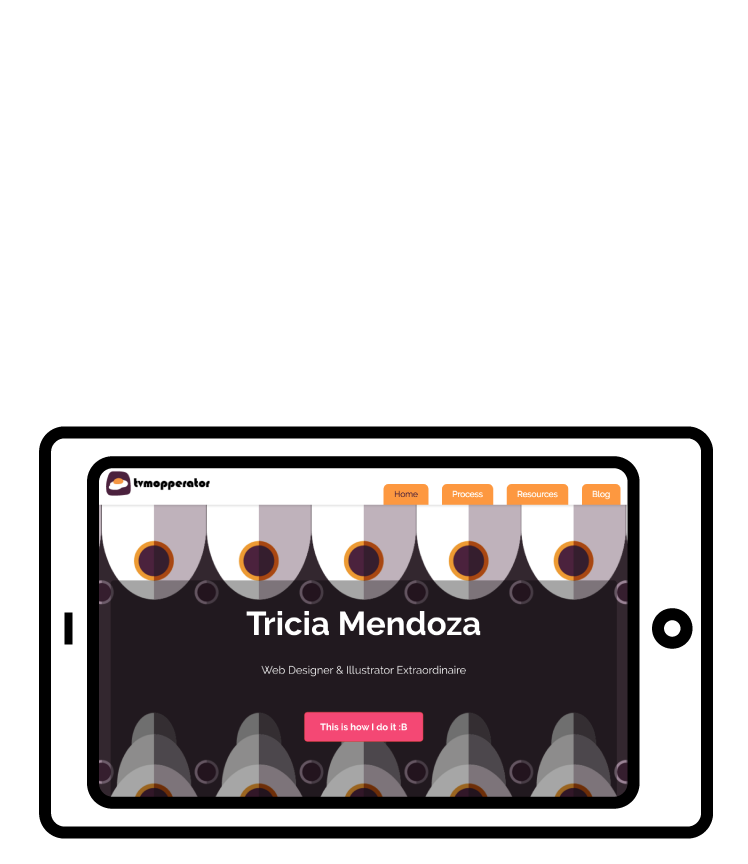 tvmopperator
Home Process Resources Blog
Tricia Mendoza
Web Designer & Illustrator Extraordinaire
This is how I do it :B